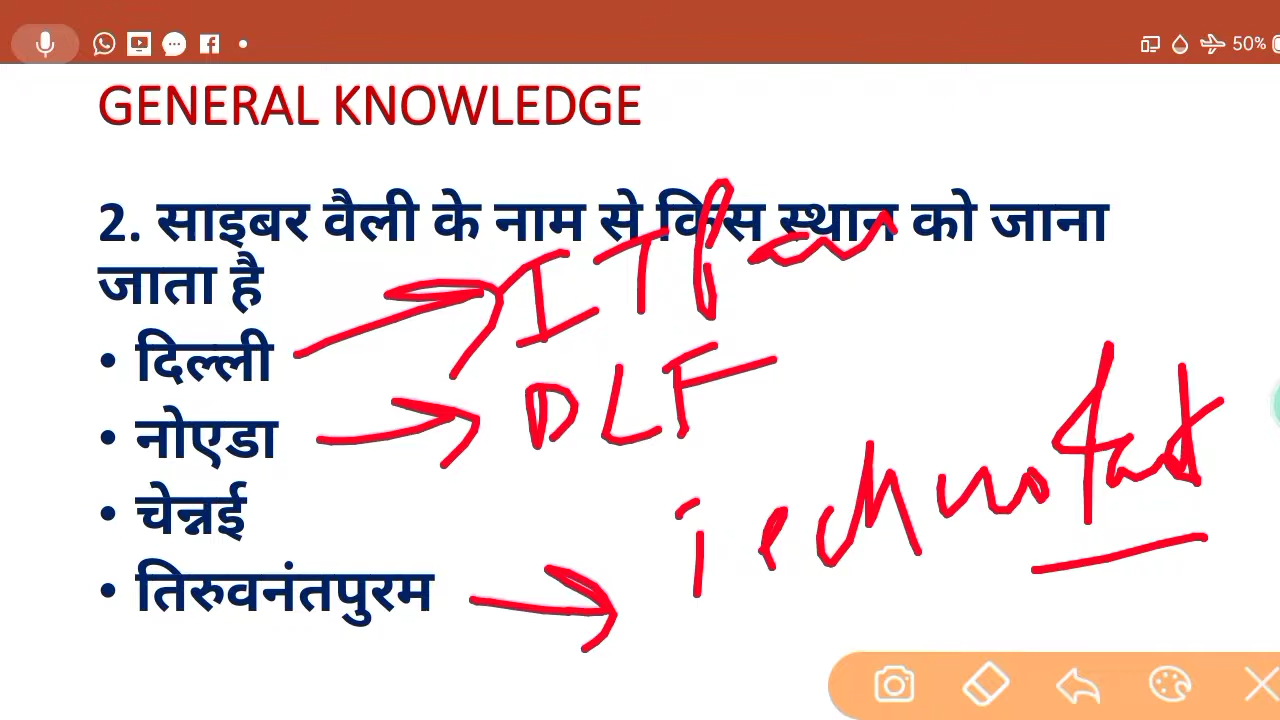 50%
GENERAL KNOWLEDGE
2. साइबर वैली के नाम से किस स्थान को जाना
जाता है
• दिल्ली
IT
• नोएडा
DLF
• चेन्नई
• तिरुवनंतपुरम